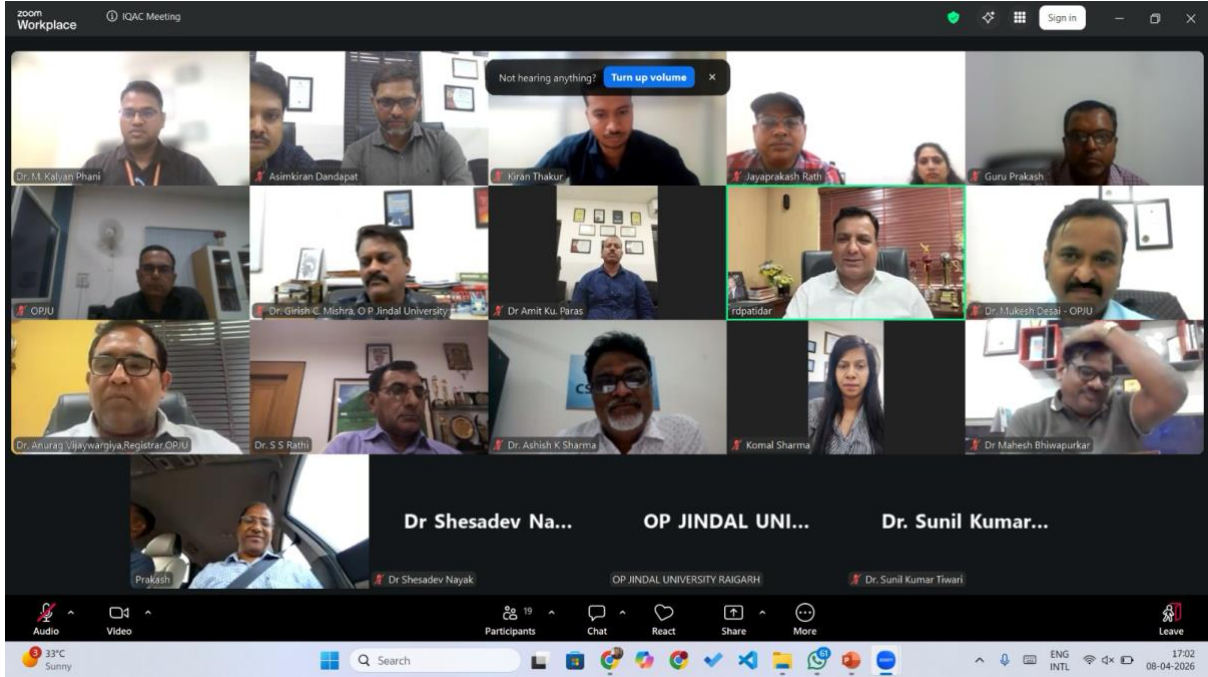 zoom
Workplace
IQAC Meeting
Sign in
Not hearing anything? Turn up volume
Dr. M. Kalyan Phani
Asimkiran Dandapat
Kiran Thakur
Jayaprakash Rath
Guru Prakash
OPJU
Dr. Girish C. Mishra, O P Jindal University
Dr Amit Ku. Paras
rdpatidar
Dr. Mukesh Desai - OPJU
Dr. Anurag Vijaywargiya,Registrar,OPJU
Dr. S S Rathi
CS
Dr. Ashish K Sharma
Komal Sharma
Dr Mahesh Bhiwapurkar
Prakash
Dr Shesadev Na...
Dr Shesadev Nayak
OP JINDAL UNI...
OP JINDAL UNIVERSITY RAIGARH
Dr. Sunil Kumar...
Dr. Sunil Kumar Tiwari
Audio
Video
19
Participants
Chat
React
Share
More
Leave
3
33°C
Sunny
Search
61
ENG
INTL
17:02
08-04-2026